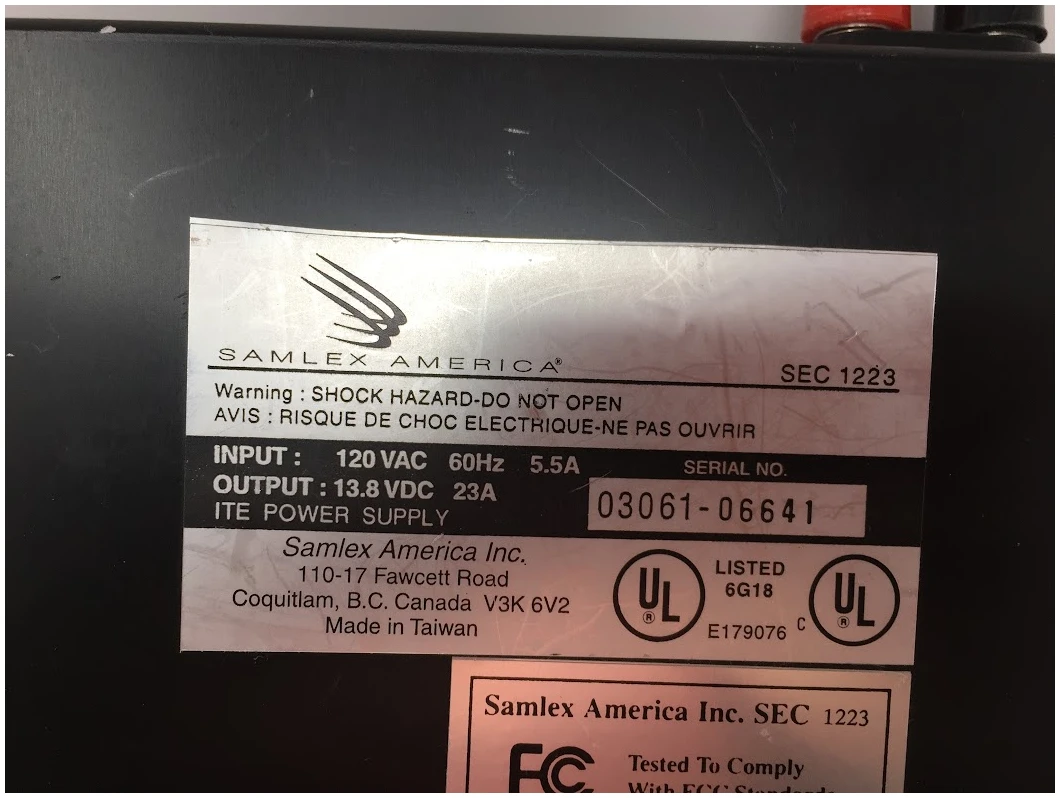 SAMLEX AMERICA®
SEC 1223
Warning : SHOCK HAZARD-DO NOT OPEN
AVIS : RISQUE DE CHOC ELECTRIQUE-NE PAS OUVRIR
INPUT : 120 VAC 60Hz 5.5A
OUTPUT : 13.8 VDC 23A
ITE POWER SUPPLY
SERIAL NO.
03061-06641
Samlex America Inc.
110-17 Fawcett Road
Coquitlam, B.C. Canada V3K 6V2
Made in Taiwan
UL ®
LISTED
6G18
E179076
C UL ®
Samlex America Inc. SEC 1223
FC
Tested To Comply
With FCC Standards